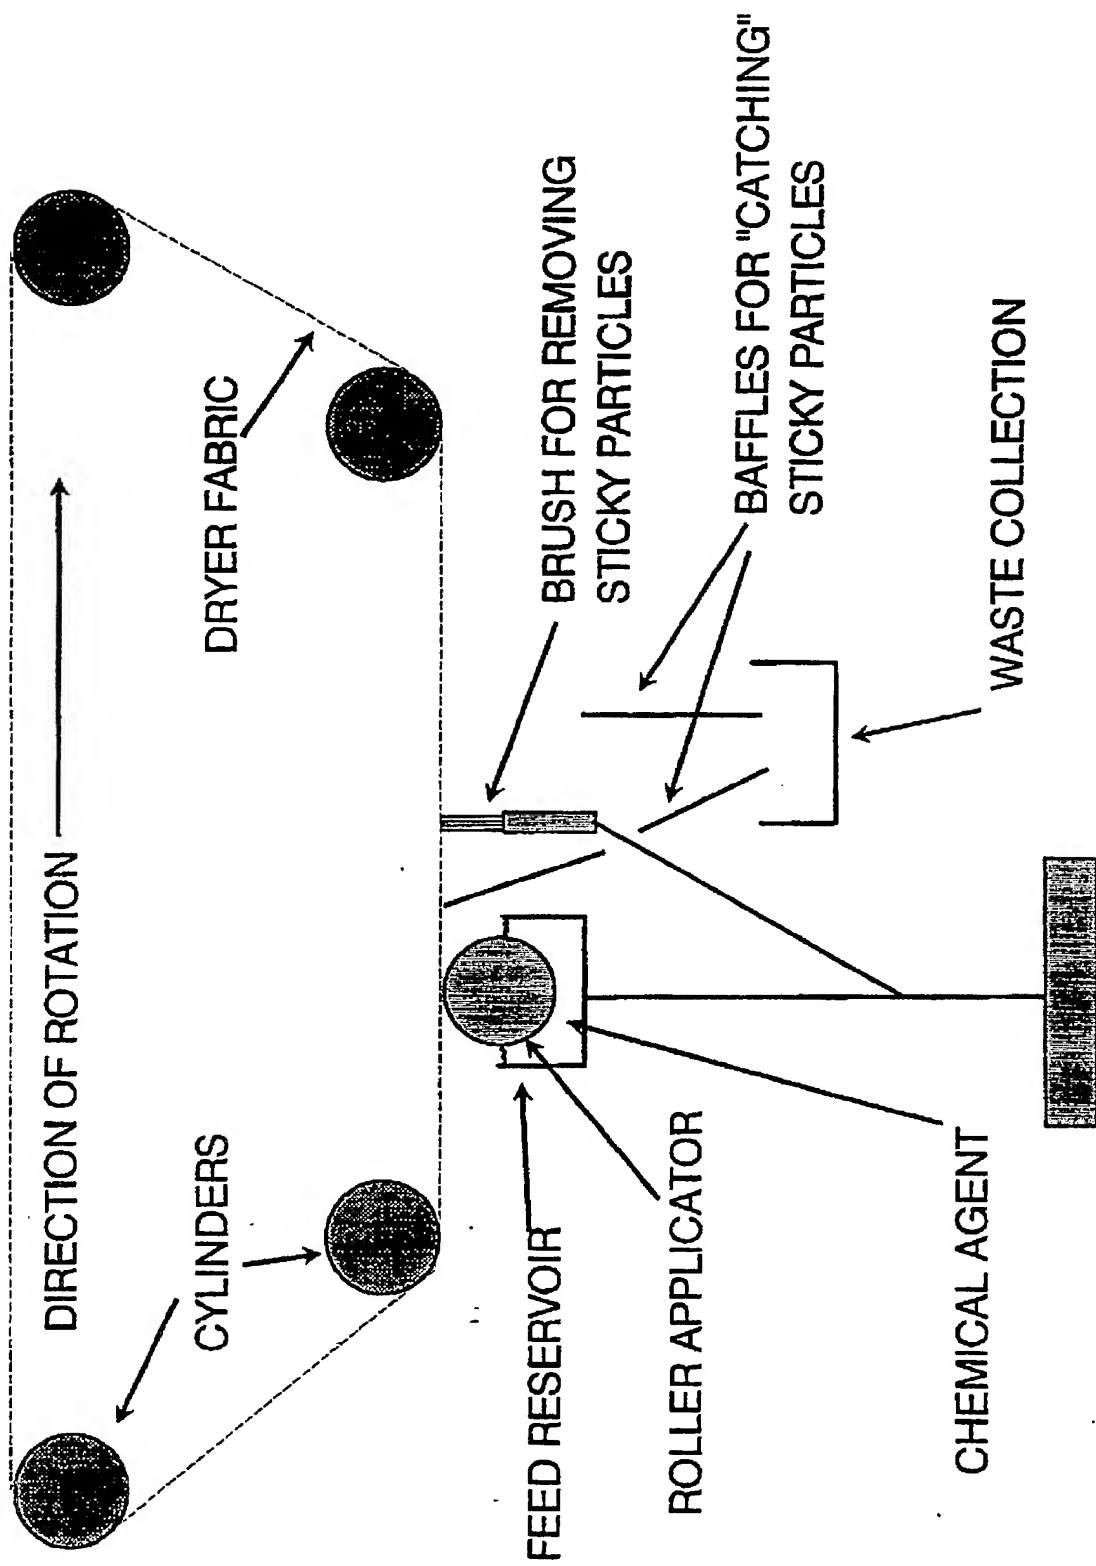 DIRECTION OF ROTATION
CYLINDERS
DRYER FABRIC
FEED RESERVOIR
ROLLER APPLICATOR
CHEMICAL AGENT
BRUSH FOR REMOVING
STICKY PARTICLES
BAFFLES FOR "CATCHING"
STICKY PARTICLES
WASTE COLLECTION